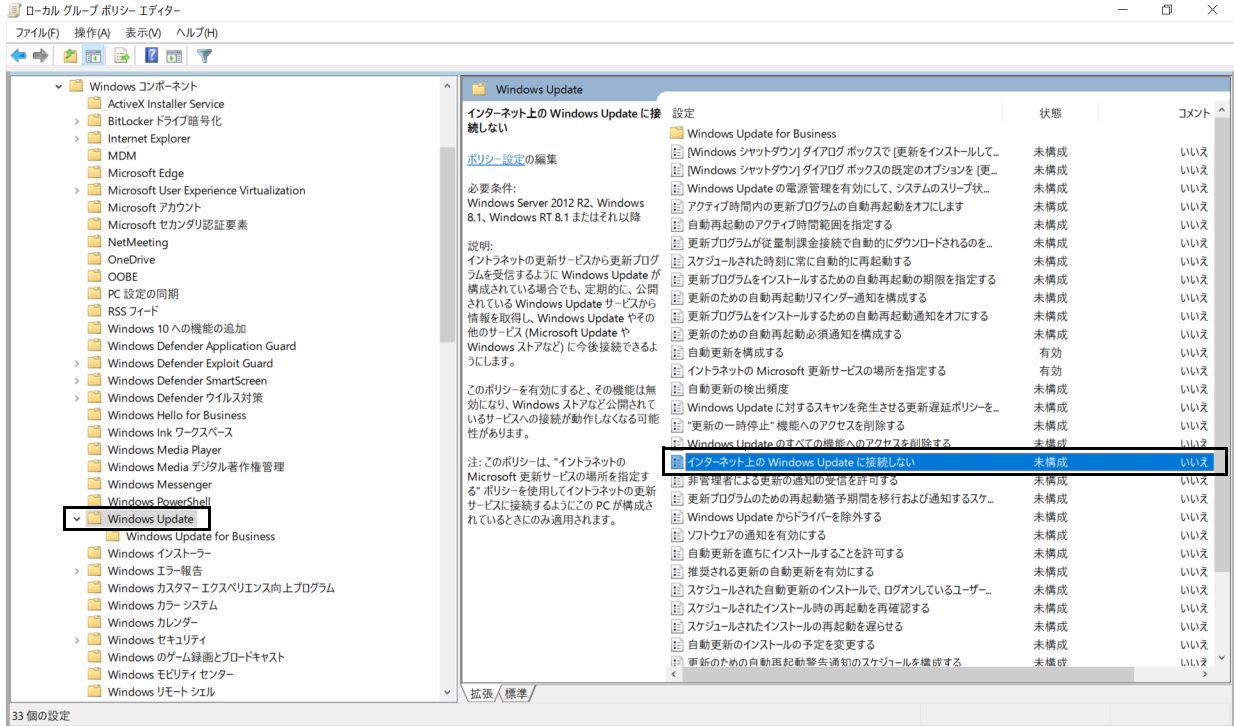 ローカル グループ ポリシー エディター
ファイル(F) 操作(A) 表示(V) ヘルプ(H)
Windows コンポーネント
ActiveX Installer Service
BitLocker ドライブ暗号化
Internet Explorer
MDM
Microsoft Edge
Microsoft User Experience Virtualization
Microsoft アカウント
Microsoft セカンダリ認証要素
NetMeeting
OneDrive
OOBE
PC 設定の同期
RSS フィード
Windows 10 への機能の追加
Windows Defender Application Guard
Windows Defender Exploit Guard
Windows Defender SmartScreen
Windows Defender ウイルス対策
Windows Hello for Business
Windows Ink ワークスペース
Windows Media Player
Windows Media デジタル著作権管理
Windows Messenger
Windows PowerShell
Windows Update
Windows Update for Business
Windows インストーラー
Windows エラー報告
Windows カスタマー エクスペリエンス向上プログラム
Windows カラー システム
Windows カレンダー
Windows セキュリティ
Windows のゲーム録画とブロードキャスト
Windows モビリティ センター
Windows リモート シェル
Windows Update
インターネット上の Windows Update に接
続しない
ポリシー設定の編集
必要条件:
Windows Server 2012 R2、Windows
8.1、Windows RT 8.1 またはそれ以降
説明:
イントラネットの更新サービスから更新プログ
ラムを受信するように Windows Update が
構成されている場合でも、定期的に、公開
されている Windows Update サービスから
情報を取得し、Windows Update やその
他のサービス (Microsoft Update や
Windows ストアなど) に今後接続できるよ
うにします。
このポリシーを有効にすると、その機能は無
効になり、Windows ストアなど公開されて
いるサービスへの接続が動作しなくなる可能
性があります。
注: このポリシーは、"イントラネットの
Microsoft 更新サービスの場所を指定す
る" ポリシーを使用してイントラネットの更新
サービスに接続するようにこの PC が構成さ
れているときにのみ適用されます。
設定 状態 コメント
Windows Update for Business
[Windows シャットダウン] ダイアログ ボックスで [更新をインストールして... 未構成 いいえ
[Windows シャットダウン] ダイアログ ボックスの既定のオプションを [更... 未構成 いいえ
Windows Update の電源管理を有効にして、システムのスリープ状... 未構成 いいえ
アクティブ時間内の更新プログラムの自動再起動をオフにします 未構成 いいえ
自動再起動のアクティブ時間範囲を指定する 未構成 いいえ
更新プログラムが従量制課金接続で自動的にダウンロードされるのを... 未構成 いいえ
スケジュールされた時刻に常に自動的に再起動する 未構成 いいえ
更新プログラムをインストールするための自動再起動の期限を指定する 未構成 いいえ
更新のための自動再起動リマインダー通知を構成する 未構成 いいえ
更新プログラムをインストールするための自動再起動通知をオフにする 未構成 いいえ
更新のための自動再起動必須通知を構成する 未構成 いいえ
自動更新を構成する 有効 いいえ
イントラネットの Microsoft 更新サービスの場所を指定する 有効 いいえ
自動更新の検出頻度 未構成 いいえ
Windows Update に対するスキャンを発生させる更新遅延ポリシーを... 未構成 いいえ
"更新の一時停止" 機能へのアクセスを削除する 未構成 いいえ
Windows Update のすべての機能へのアクセスを削除する 未構成 いいえ
インターネット上の Windows Update に接続しない 未構成 いいえ
非管理者による更新の通知の受信を許可する 未構成 いいえ
更新プログラムのための再起動猶予期間を移行および通知するスケ... 未構成 いいえ
Windows Update からドライバーを除外する 未構成 いいえ
ソフトウェアの通知を有効にする 未構成 いいえ
自動更新を直ちにインストールすることを許可する 未構成 いいえ
推奨される更新の自動更新を有効にする 未構成 いいえ
スケジュールされた自動更新のインストールで、ログオンしているユーザー... 未構成 いいえ
スケジュールされたインストール時の再起動を再確認する 未構成 いいえ
スケジュールされたインストールの再起動を遅らせる 未構成 いいえ
自動更新のインストールの予定を変更する 未構成 いいえ
更新のための自動再起動警告通知のスケジュールを構成する 未構成 いいえ
拡張 標準
33 個の設定